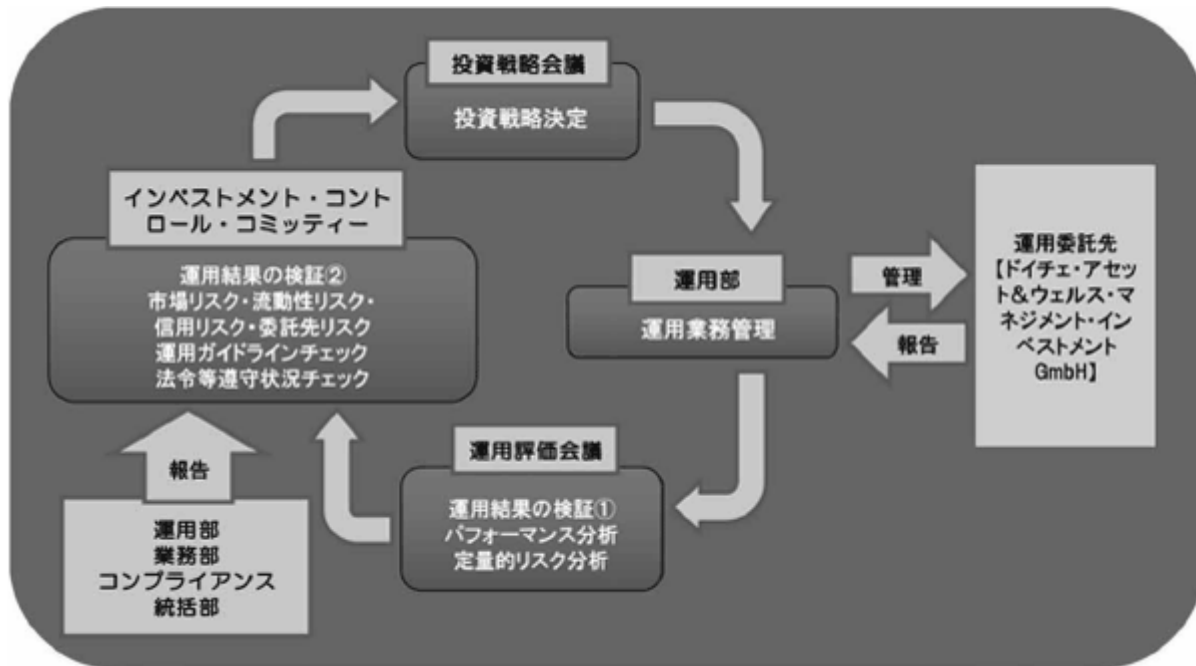 投資戦略会議
投資戦略決定
インベストメント・コント
ロール・コミッティー
運用結果の検証②
市場リスク・流動性リスク・
信用リスク・委託先リスク
運用ガイドラインチェック
法令等遵守状況チェック
運用部
運用業務管理
管理
報告
運用委託先
【ドイチェ・アセッ
ト&ウェルス・マ
ネジメント・イン
ベストメント
GmbH】
運用評価会議
運用結果の検証①
パフォーマンス分析
定量的リスク分析
報告
運用部
業務部
コンプライアンス
統括部